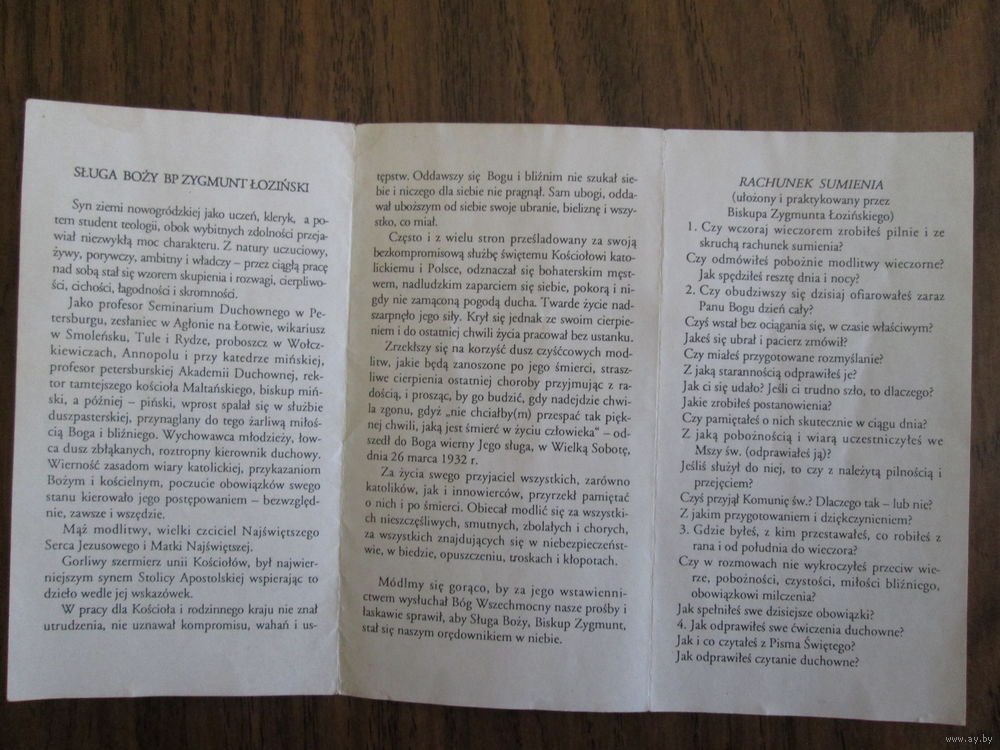 SŁUGA BOŻY BP ZYGMUNT ŁOZIŃSKI
Syn ziemi nowogródzkiej jako uczeń, kleryk, a po-
tem student teologii, obok wybitnych zdolności przeja-
wiał niezwykłą moc charakteru. Z natury uczuciowy,
żywy, porywczy, ambitny i władczy – przez ciągłą pracę
nad sobą stał się wzorem skupienia i rozwagi, cierpliwo-
ści, cichości, łagodności i skromności.
Jako profesor Seminarium Duchownego w Pe-
tersburgu, zesłaniec w Agłonie na Łotwie, wikariusz
w Smoleńsku, Tule i Rydze, proboszcz w Wołcz-
kiewiczach, Annopolu i przy katedrze mińskiej,
profesor petersburskiej Akademii Duchownej, rek-
tor tamtejszego kościoła Maltańskiego, biskup miń-
ski, a później – piński, wprost spalał się w służbie
duszpasterskiej, przynaglany do tego żarliwą miłoś-
cią Boga i bliźniego. Wychowawca młodzieży, łow-
ca dusz zbłąkanych, roztropny kierownik duchowy.
Wierność zasadom wiary katolickiej, przykazaniom
Bożym i kościelnym, poczucie obowiązków swego
stanu kierowało jego postępowaniem – bezwzględ-
nie, zawsze i wszędzie.
Mąż modlitwy, wielki czciciel Najświętszego
Serca Jezusowego i Matki Najświętszej.
Gorliwy szermierz unii Kościołów, był najwier-
niejszym synem Stolicy Apostolskiej wspierając to
dzieło wedle jej wskazówek.
W pracy dla Kościoła i rodzinnego kraju nie znał
utrudzenia, nie uznawał kompromisu, wahań i us-
tępstw. Oddawszy się Bogu i bliźnim nie szukał sie-
bie i niczego dla siebie nie pragnął. Sam ubogi, odda-
wał uboższym od siebie swoje ubranie, bieliznę i wszy-
stko, co miał.
Często i z wielu stron prześladowany za swoją
bezkompromisową służbę świętemu Kościołowi kato-
lickiemu i Polsce, odznaczał się bohaterskim męst-
wem, nadludzkim zaparciem się siebie, pokorą i ni-
gdy nie zamąconą pogodą ducha. Twarde życie nad-
szarpnęło jego siły. Krył się jednak ze swoim cierpie-
niem i do ostatniej chwili życia pracował bez ustanku.
Zrzekłszy się na korzyść dusz czyśćcowych mod-
litw, jakie będą zanoszone po jego śmierci, strasz-
liwe cierpienia ostatniej choroby przyjmując z ra-
dością, i prosząc, by go budzić, gdy nadejdzie chwi-
la zgonu, gdyż „nie chciałby(m) przespać tak pięk-
nej chwili, jaką jest śmierć w życiu człowieka“ – od-
szedł do Boga wierny Jego sługa, w Wielką Sobotę,
dnia 26 marca 1932 r.
Za życia swego przyjaciel wszystkich, zarówno
katolików, jak i innowierców, przyrzekł pamiętać
o nich i po śmierci. Obiecał modlić się za wszystki-
ch nieszczęśliwych, smutnych, zbolałych i chorych,
za wszystkich znajdujących się w niebezpieczeńst-
wie, w biedzie, opuszczeniu, troskach i kłopotach.
Módlmy się gorąco, by za jego wstawienni-
ctwem wysłuchał Bóg Wszechmocny nasze prośby i
łaskawie sprawił, aby Sługa Boży, Biskup Zygmunt,
stał się naszym orędownikiem w niebie.
RACHUNEK SUMIENIA
(ułożony i praktykowany przez
Biskupa Zygmunta Łozińskiego)
1. Czy wczoraj wieczorem zrobiłeś pilnie i ze
skruchą rachunek sumienia?
Czy odmówiłeś pobożnie modlitwy wieczorne?
Jak spędziłeś resztę dnia i nocy?
2. Czy obudziwszy się dzisiaj ofiarowałeś zaraz
Panu Bogu dzień cały?
Czyś wstał bez ociągania się, w czasie właściwym?
Jakeś się ubrał i pacierz zmówił?
Czy miałeś przygotowane rozmyślanie?
Z jaką starannością odprawiłeś je?
Jak ci się udało? Jeśli ci trudno szło, to dlaczego?
Jakie zrobiłeś postanowienia?
Czy pamiętałeś o nich skutecznie w ciągu dnia?
Z jaką pobożnością i wiarą uczestniczyłeś we
Mszy św. (odprawiałeś ją)?
Jeśliś służył do niej, to czy z należytą pilnością i
przejęciem?
Czyś przyjął Komunię św.? Dlaczego tak – lub nie?
Z jakim przygotowaniem i dziękczynieniem?
3. Gdzie byłeś, z kim przestawałeś, co robiłeś z
rana i od południa do wieczora?
Czy w rozmowach nie wykroczyłeś przeciw wie-
rze, pobożności, czystości, miłości bliźniego,
obowiązkowi milczenia?
Jak spełniłeś swe dzisiejsze obowiązki?
4. Jak odprawiłeś swe ćwiczenia duchowne?
Jak i co czytałeś z Pisma Świętego?
Jak odprawiłeś czytanie duchowne?
www.ay.by